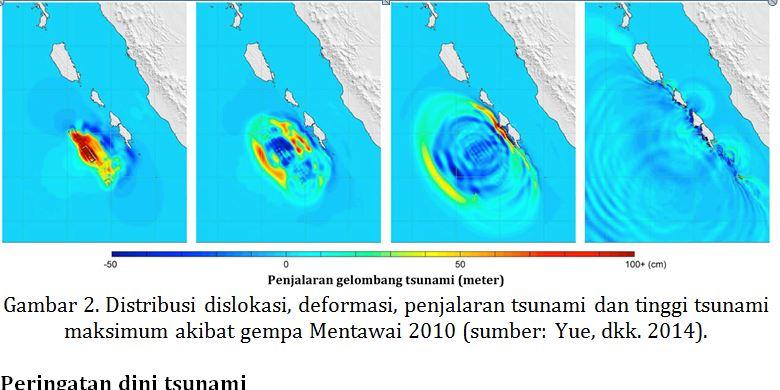 -50 0 50 100+ (cm)
Penjalaran gelombang tsunami (meter)
Gambar 2. Distribusi dislokasi, deformasi, penjalaran tsunami dan tinggi tsunami
maksimum akibat gempa Mentawai 2010 (sumber: Yue, dkk. 2014).
Peringatan dini tsunami